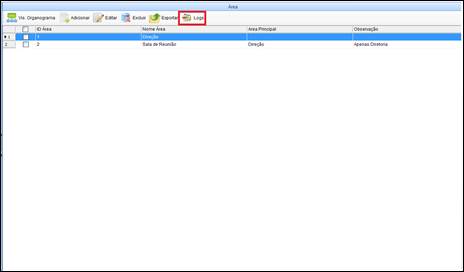 Área
Vis. Organograma Adicionar Editar Excluir Exportar Logs
ID Área Nome Área Área Principal Observação
1 1 Direção
2 2 Sala de Reunião Direção Apenas Diretoria